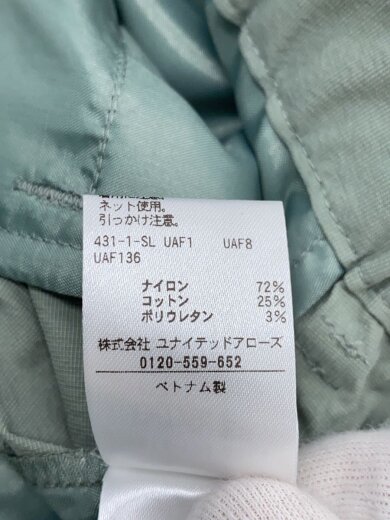 ネット使用。
引っかけ注意。
431-1-SL UAF1 UAF8
UAF136
ナイロン 72%
コットン 25%
ポリウレタン 3%
株式会社 ユナイテッドアローズ
0120-559-652
ベトナム製